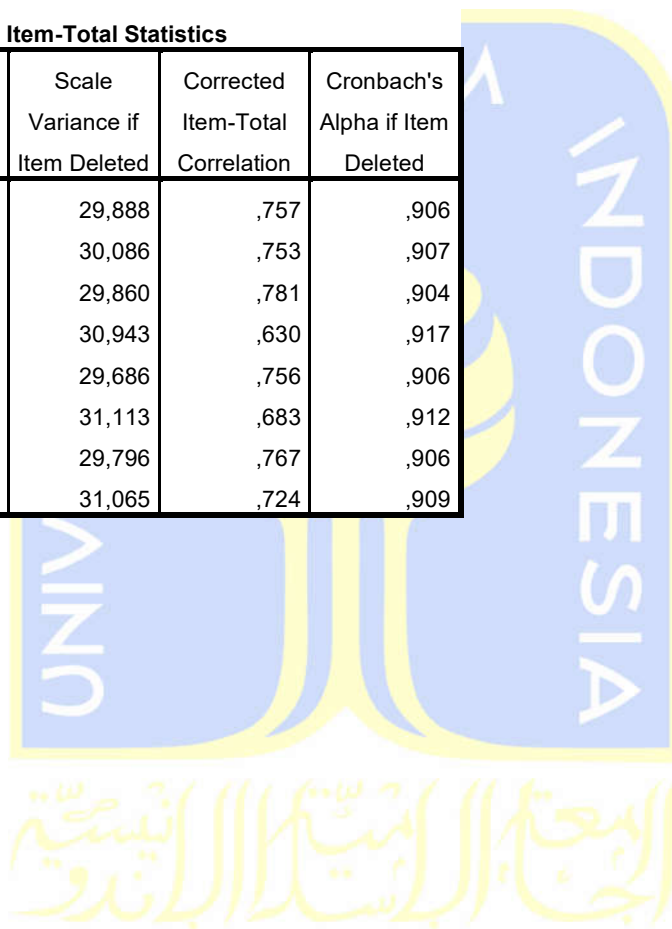 Item-Total Statistics
Scale Variance if Item Deleted Corrected Item-Total Correlation Cronbach's Alpha if Item Deleted
29,888 ,757 ,906
30,086 ,753 ,907
29,860 ,781 ,904
30,943 ,630 ,917
29,686 ,756 ,906
31,113 ,683 ,912
29,796 ,767 ,906
31,065 ,724 ,909
INDONESIA